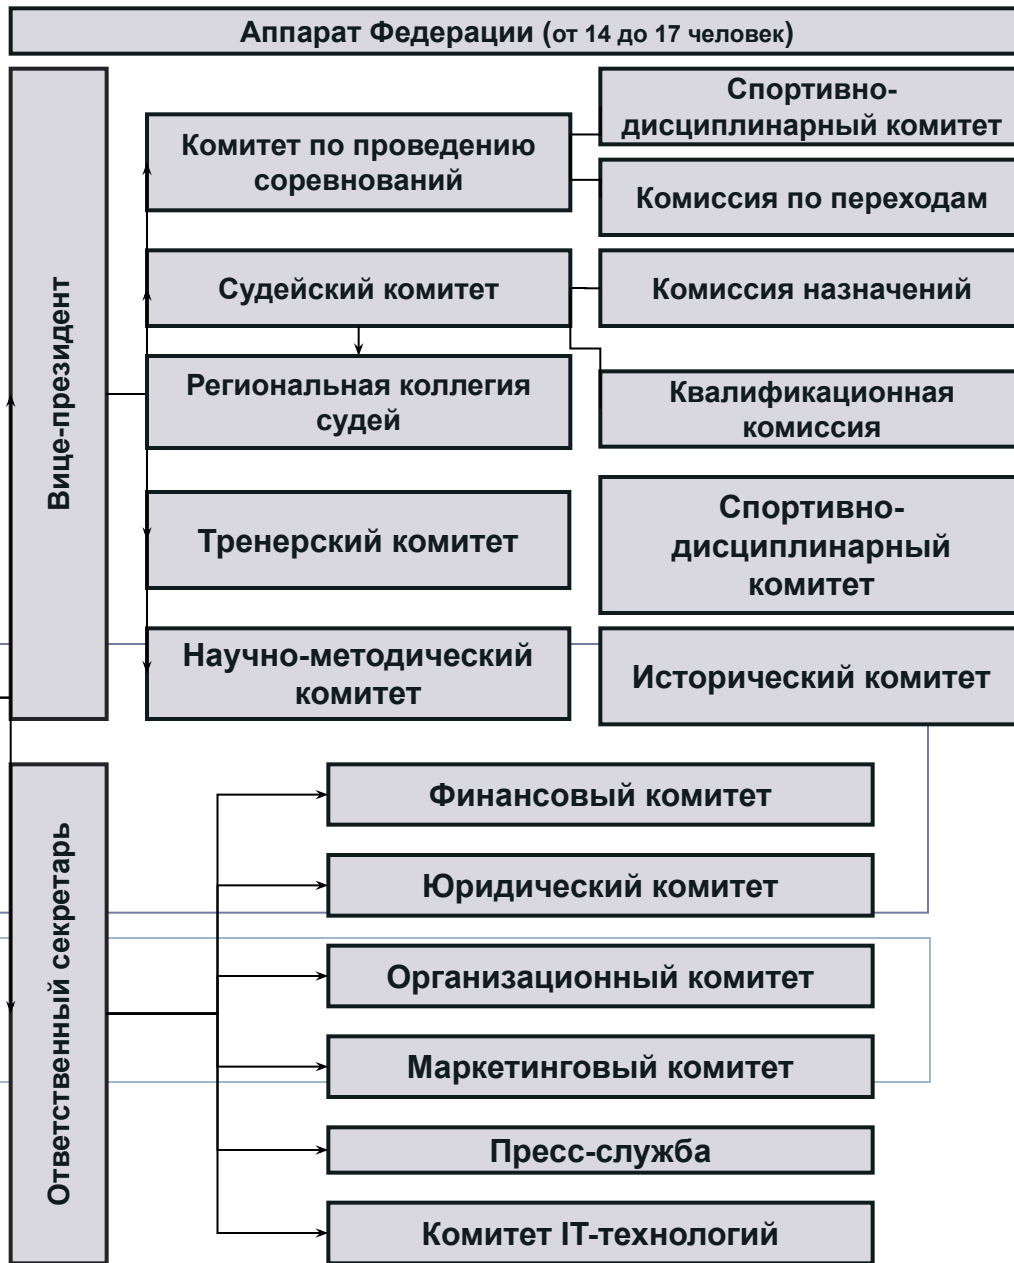 Аппарат Федерации (от 14 до 17 человек)
Вице-президент
Комитет по проведению
соревнований
Спортивно-
дисциплинарный комитет
Комиссия по переходам
Судейский комитет
Комиссия назначений
Региональная коллегия
судей
Квалификационная
комиссия
Тренерский комитет
Спортивно-
дисциплинарный
комитет
Научно-методический
комитет
Исторический комитет
Ответственный секретарь
Финансовый комитет
Юридический комитет
Организационный комитет
Маркетинговый комитет
Пресс-служба
Комитет IT-технологий